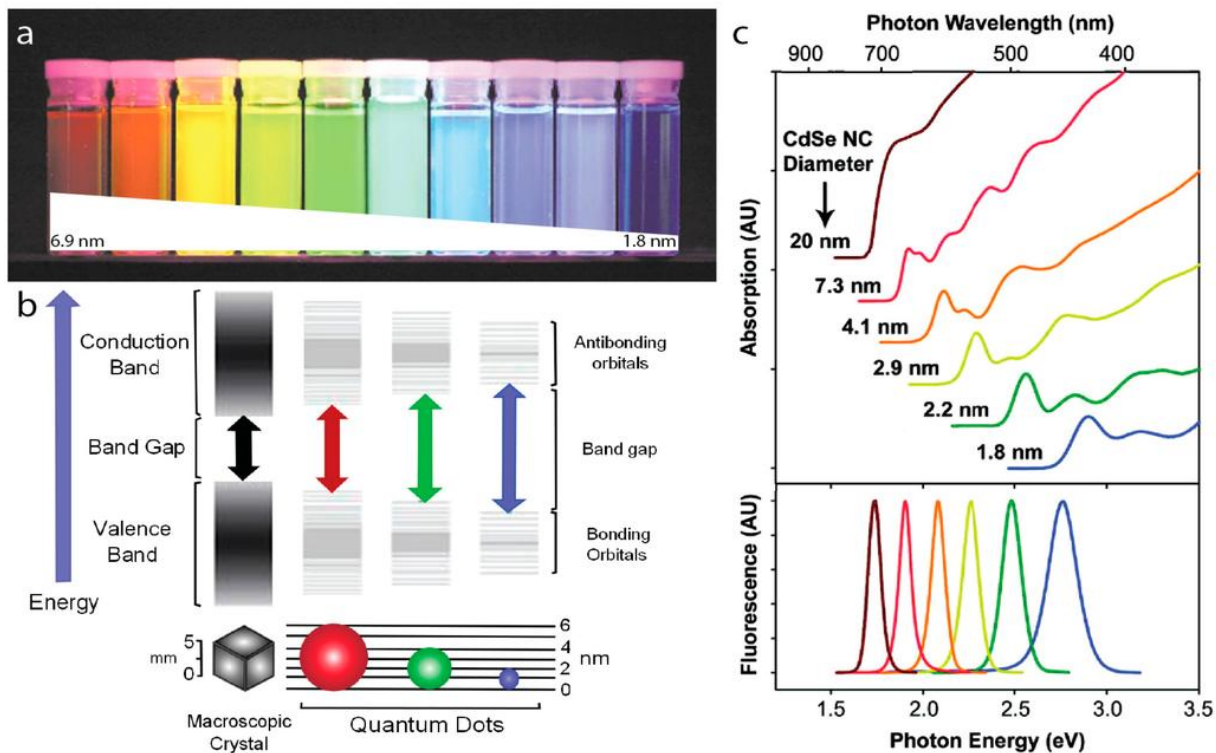 a
6.9 nm
1.8 nm
b
Conduction
Band
Band Gap
Valence
Band
Energy
Antibonding
orbitals
Band gap
Bonding
Orbitals
5
mm
0
6
4
nm
2
0
Macroscopic
Crystal
Quantum Dots
c
Photon Wavelength (nm)
900 700 500 400
CdSe NC
Diameter
20 nm
7.3 nm
4.1 nm
2.9 nm
2.2 nm
1.8 nm
Absorption (AU)
Fluorescence (AU)
1.5 2.0 2.5 3.0 3.5
Photon Energy (eV)